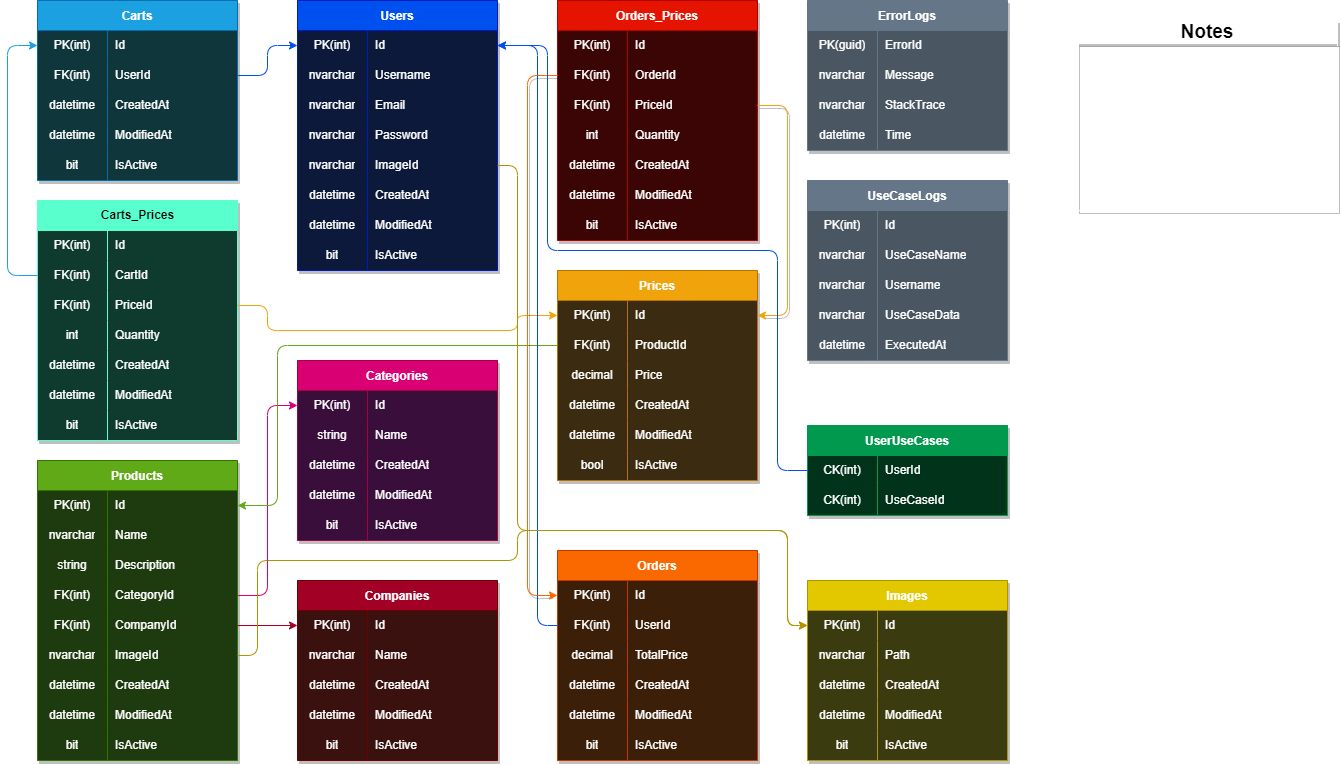 Carts
PK(int) Id
FK(int) UserId
datetime CreatedAt
datetime ModifiedAt
bit IsActive
Users
PK(int) Id
nvarchar Username
nvarchar Email
nvarchar Password
nvarchar ImageId
datetime CreatedAt
datetime ModifiedAt
bit IsActive
Orders_Prices
PK(int) Id
FK(int) OrderId
FK(int) PriceId
int Quantity
datetime CreatedAt
datetime ModifiedAt
bit IsActive
ErrorLogs
PK(guid) ErrorId
nvarchar Message
nvarchar StackTrace
datetime Time
Notes
Carts_Prices
PK(int) Id
FK(int) CartId
FK(int) PriceId
int Quantity
datetime CreatedAt
datetime ModifiedAt
bit IsActive
UseCaseLogs
PK(int) Id
nvarchar UseCaseName
nvarchar Username
nvarchar UseCaseData
datetime ExecutedAt
Prices
PK(int) Id
FK(int) ProductId
decimal Price
datetime CreatedAt
datetime ModifiedAt
bool IsActive
Categories
PK(int) Id
string Name
datetime CreatedAt
datetime ModifiedAt
bit IsActive
UserUseCases
CK(int) UserId
CK(int) UseCaseId
Products
PK(int) Id
nvarchar Name
string Description
FK(int) CategoryId
FK(int) CompanyId
nvarchar ImageId
datetime CreatedAt
datetime ModifiedAt
bit IsActive
Companies
PK(int) Id
nvarchar Name
datetime CreatedAt
datetime ModifiedAt
bit IsActive
Orders
PK(int) Id
FK(int) UserId
decimal TotalPrice
datetime CreatedAt
datetime ModifiedAt
bit IsActive
Images
PK(int) Id
nvarchar Path
datetime CreatedAt
datetime ModifiedAt
bit IsActive